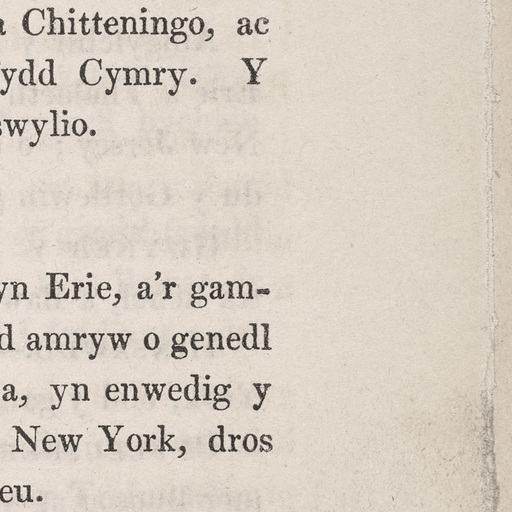 Chitteningo, ac
ydd Cymry. Y
swylio.
yn Erie, a'r gam-
d amryw o genedl
a, yn enwedig y
New York, dros
eu.